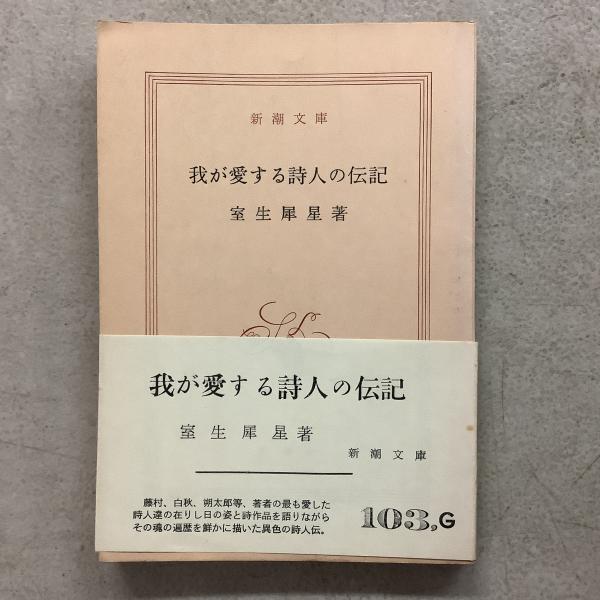 新潮文庫
我が愛する詩人の伝記
室生犀星著
我が愛する詩人の伝記
室生犀星著
新潮文庫
藤村、白秋、朔太郎等、著者の最も愛した
詩人達の在りし日の姿と詩作品を語りながら
その魂の遍歴を鮮かに描いた異色の詩人伝。
103,G